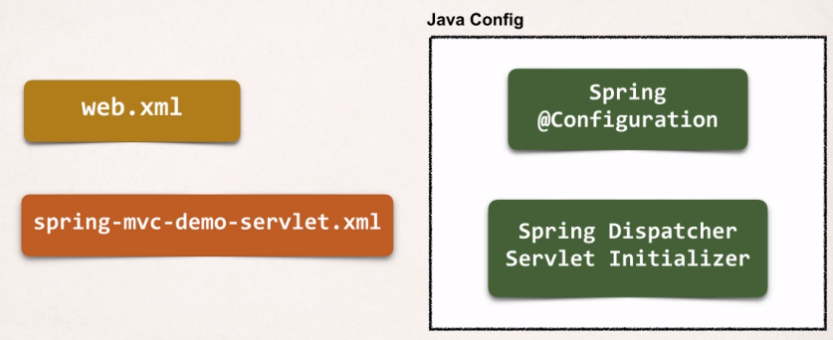 Java Config
web.xml
spring-mvc-demo-servlet.xml
Spring
@Configuration
Spring Dispatcher
Servlet Initializer